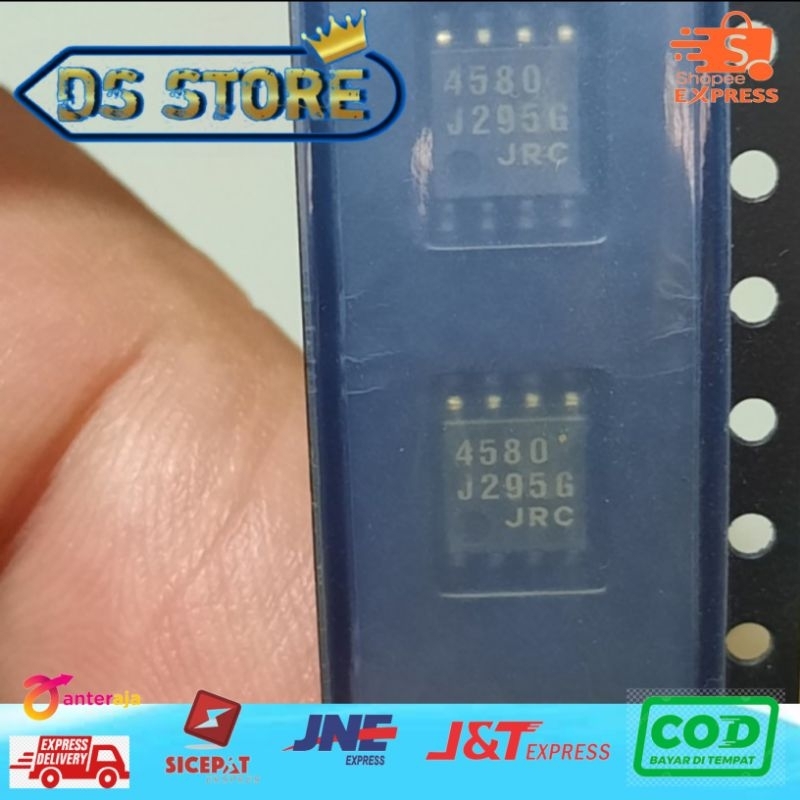 DS STORE
Shopee
EXPRESS
4580
J295G
JRC
4580
J295G
JRC
anteraja
EXPRESS
DELIVERY
SICEPAT
EKSPRES
JNE
EXPRESS
J&T EXPRESS
COD
BAYAR DI TEMPAT